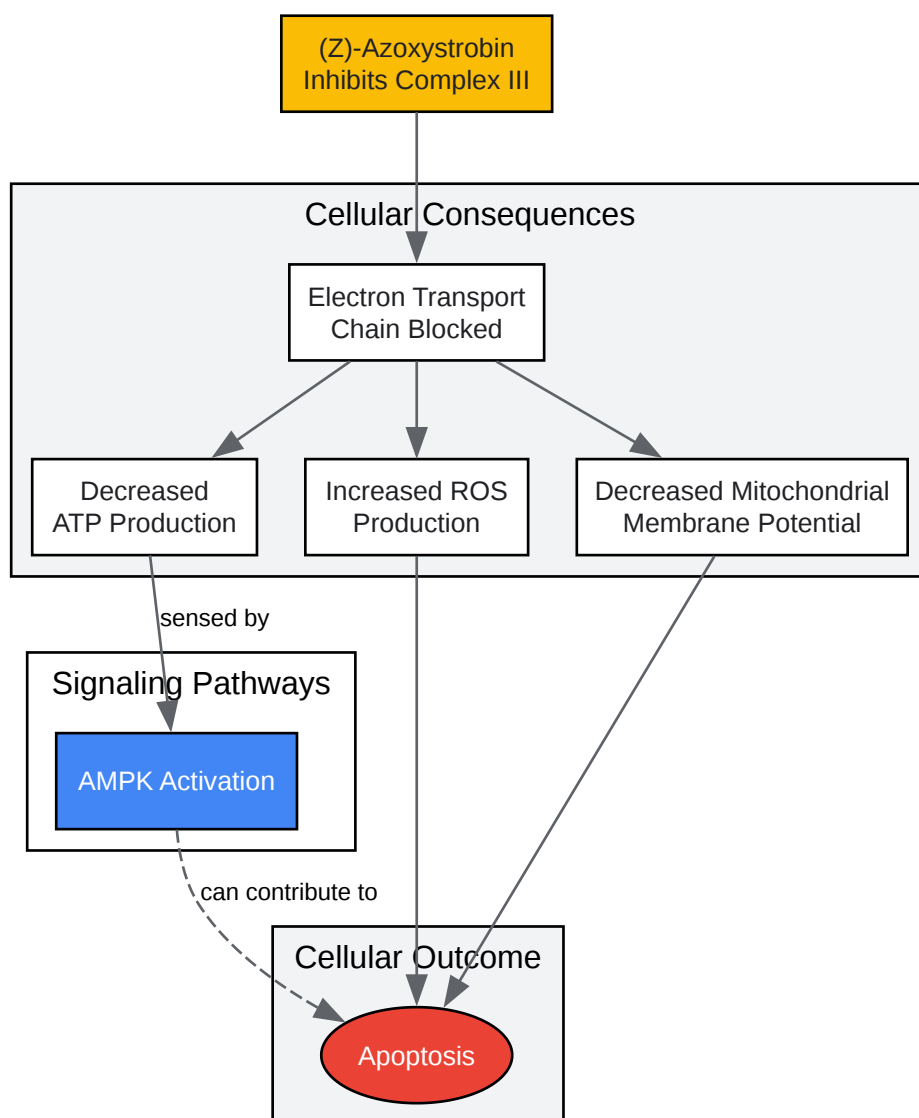 (Z)-Azoxystrobin
Inhibits Complex III
Cellular Consequences
Electron Transport
Chain Blocked
Decreased
ATP Production
Increased ROS
Production
Decreased Mitochondrial
Membrane Potential
sensed by
Signaling Pathways
AMPK Activation
can contribute to
Cellular Outcome
Apoptosis